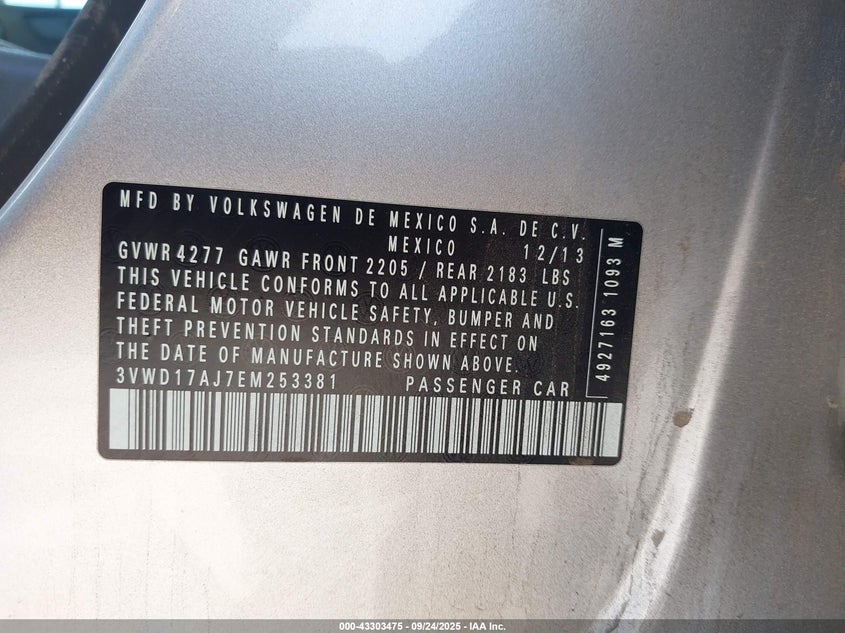 MFD BY VOLKSWAGEN DE MEXICO S.A. DE C.V.
MEXICO 12/13
GVWR 4277 GAWR FRONT 2205 / REAR 2183 LBS
THIS VEHICLE CONFORMS TO ALL APPLICABLE U.S.
FEDERAL MOTOR VEHICLE SAFETY, BUMPER AND
THEFT PREVENTION STANDARDS IN EFFECT ON
THE DATE OF MANUFACTURE SHOWN ABOVE.
3VWD17AJ7EM253381 PASSENGER CAR
4927163 1093 M
000-43303475 - 09/24/2025 - IAA Inc.